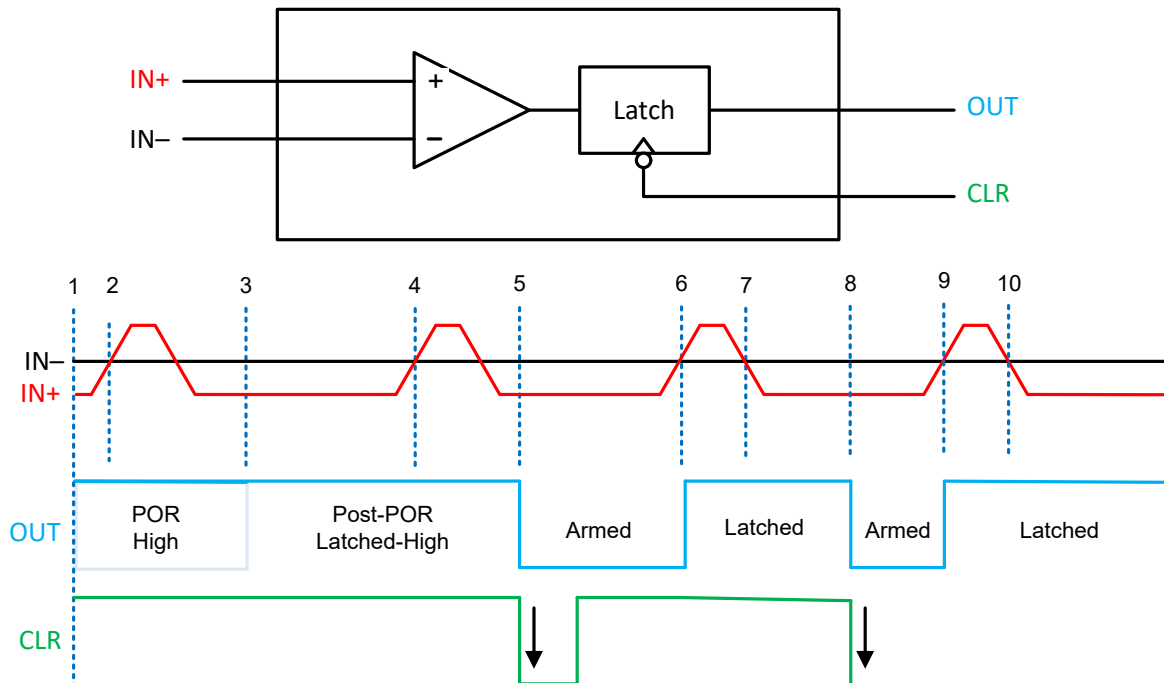 IN+
+
Latch
OUT
IN–
–
CLR
1 2 3 4 5 6 7 8 9 10
IN–
IN+
OUT
POR
High
Post-POR
Latched-High
Armed
Latched
Armed
Latched
CLR